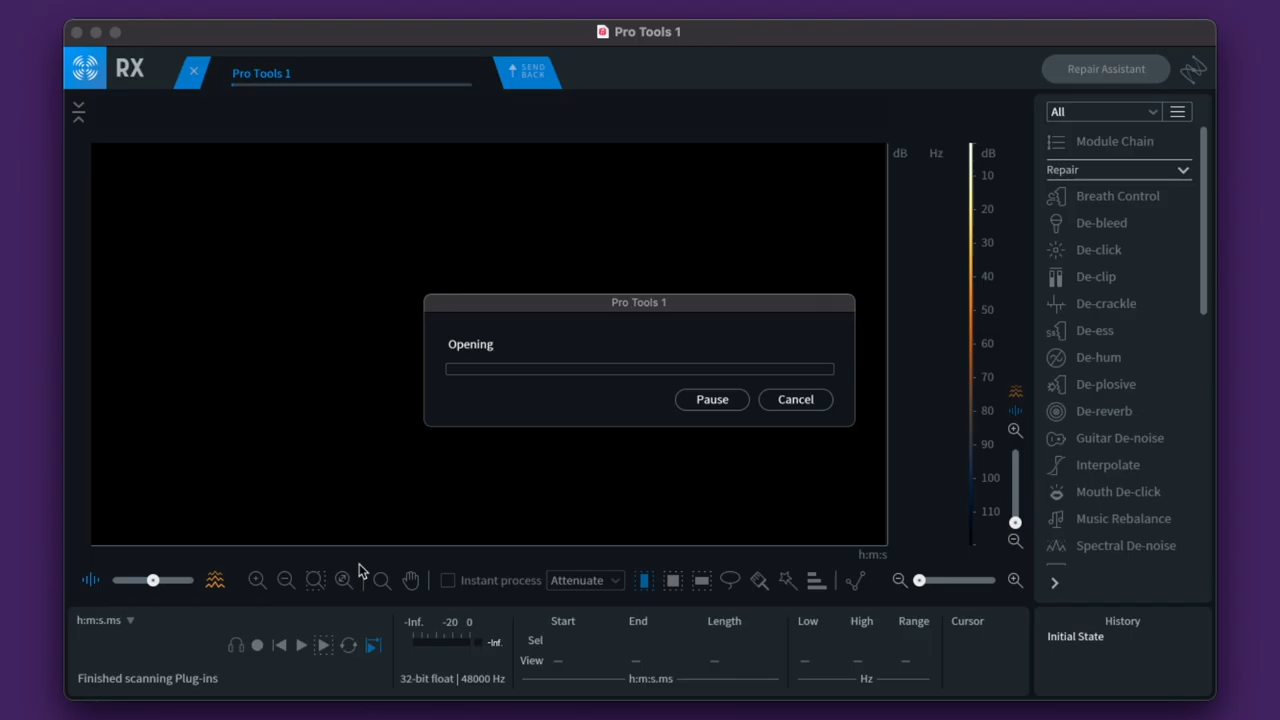 Pro Tools 1
RX
Pro Tools 1
SEND
BACK
Repair Assistant
All
Module Chain
Repair
Breath Control
De-bleed
De-click
De-clip
De-crackle
De-ess
De-hum
De-plosive
De-reverb
Guitar De-noise
Interpolate
Mouth De-click
Music Rebalance
Spectral De-noise
dB Hz dB
10
20
30
40
50
60
70
80
90
100
110
h:m:s
Pro Tools 1
Opening
Pause Cancel
Instant process Attenuate
h:m:s.ms
-Inf. -20 0
-Inf.
Finished scanning Plug-ins
32-bit float | 48000 Hz
Start End Length
Sel
View – – –
h:m:s.ms
Low High Range
– – –
Hz
Cursor
History
Initial State